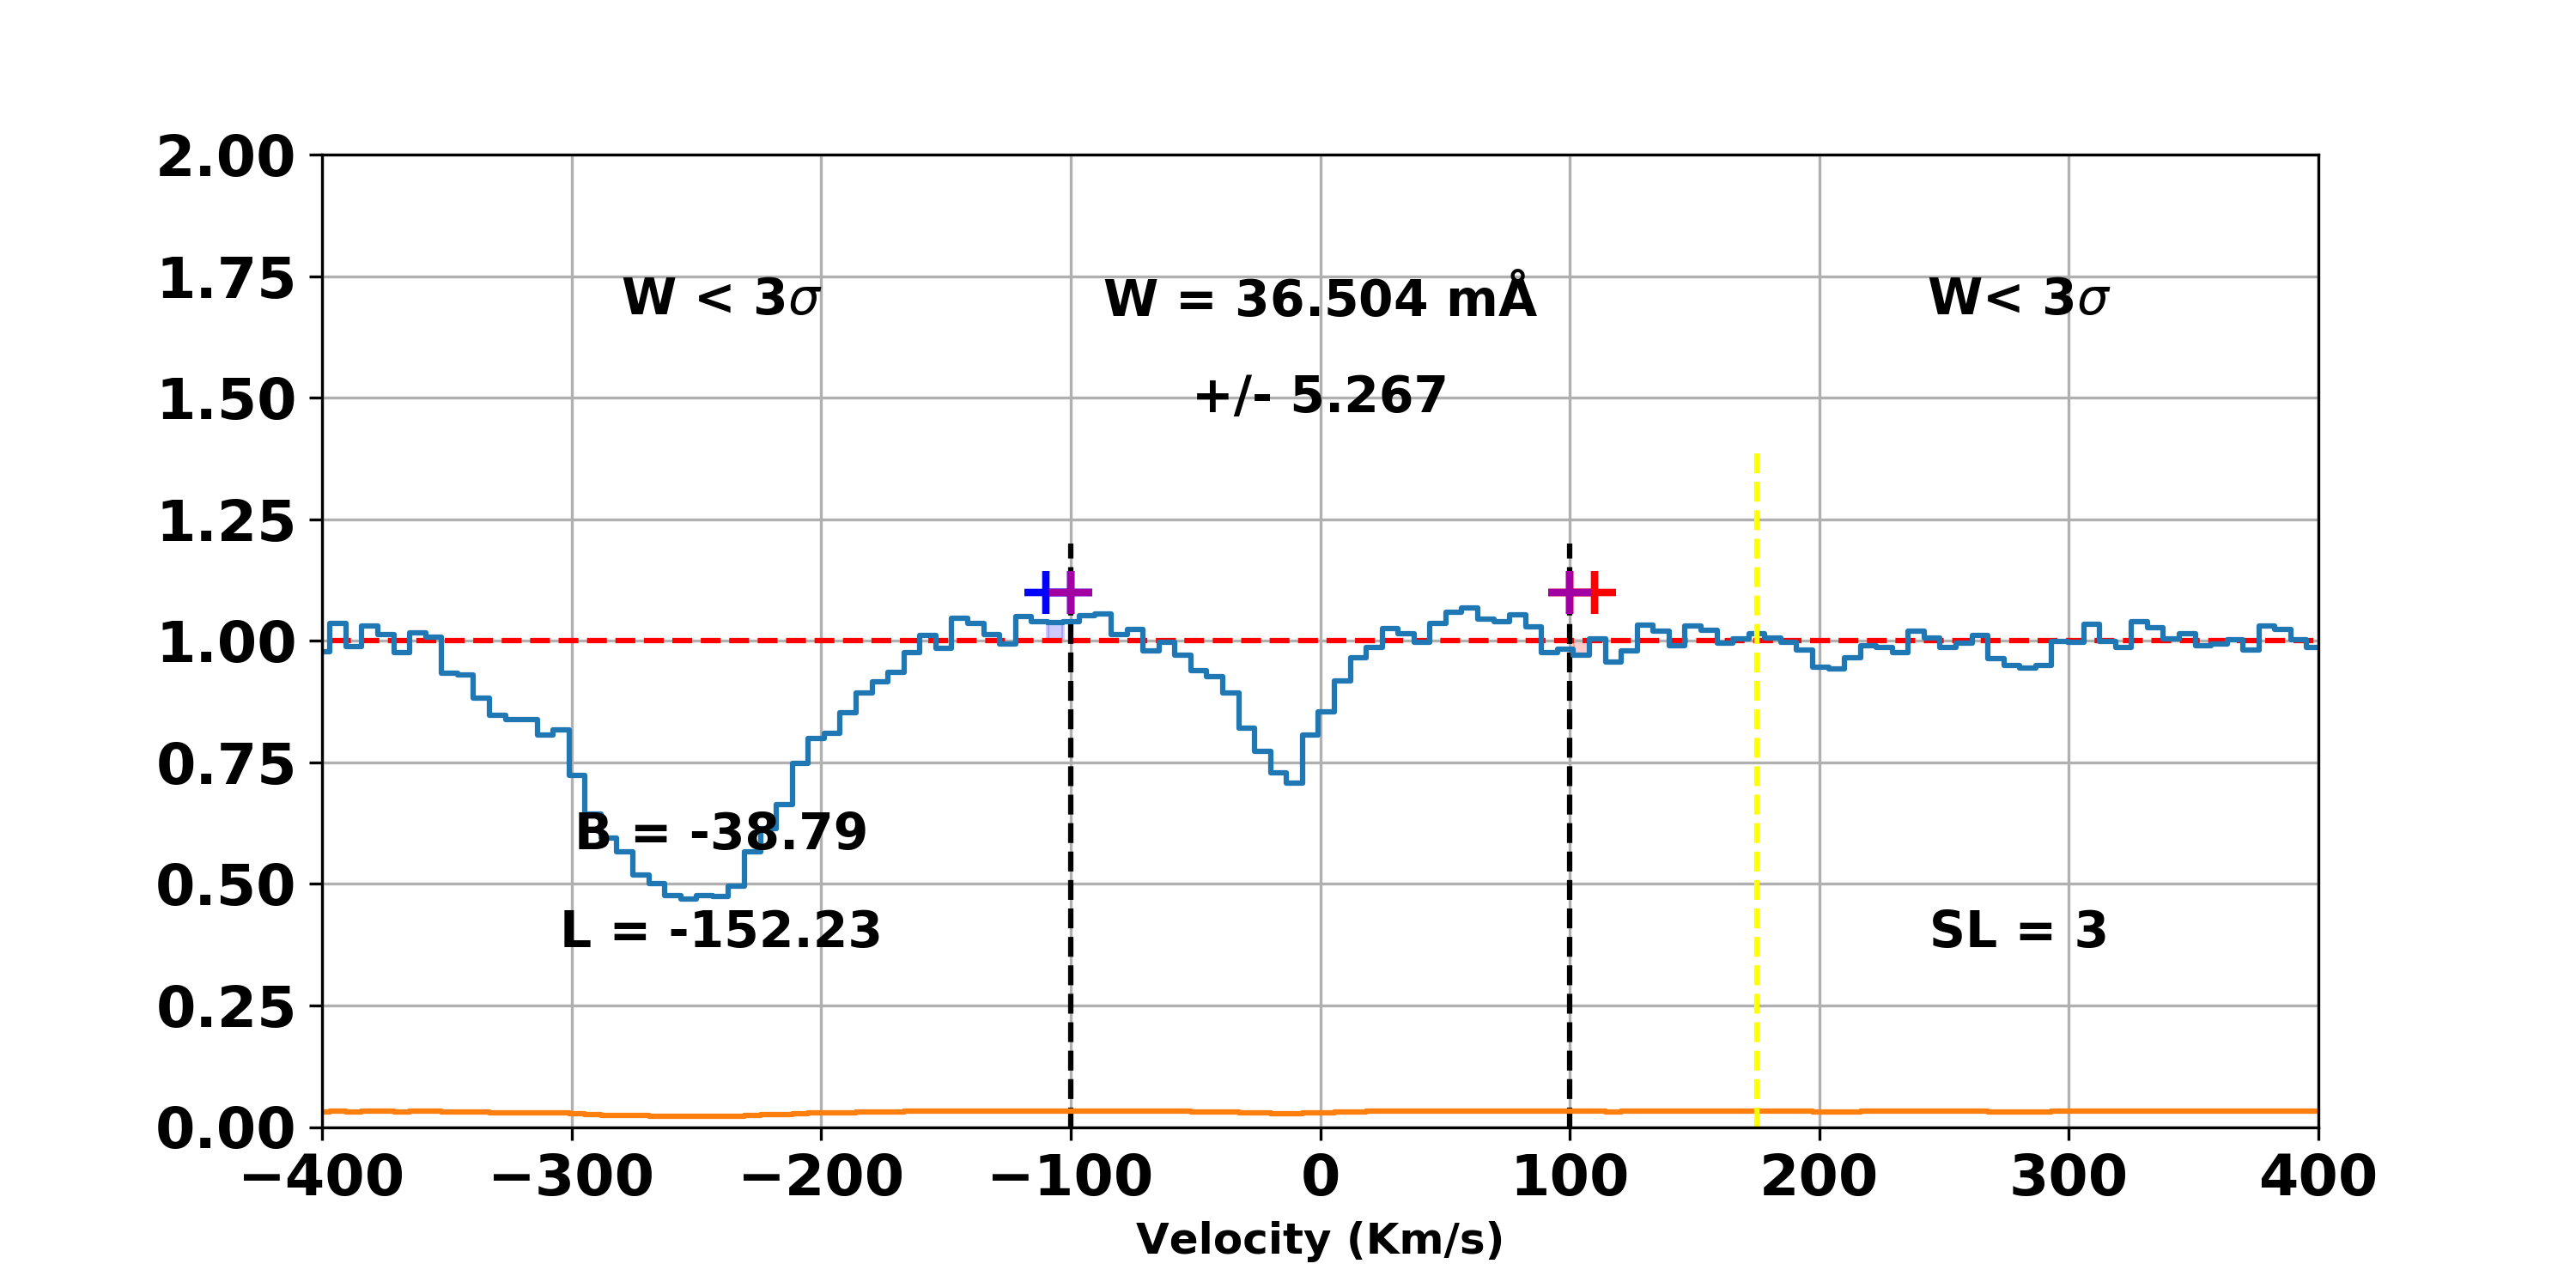 2.00
1.75
1.50
1.25
1.00
0.75
0.50
0.25
0.00
W < 3σ
W = 36.504 mÅ
+/- 5.267
W< 3σ
B = -38.79
L = -152.23
SL = 3
−400 −300 −200 −100 0 100 200 300 400
Velocity (Km/s)